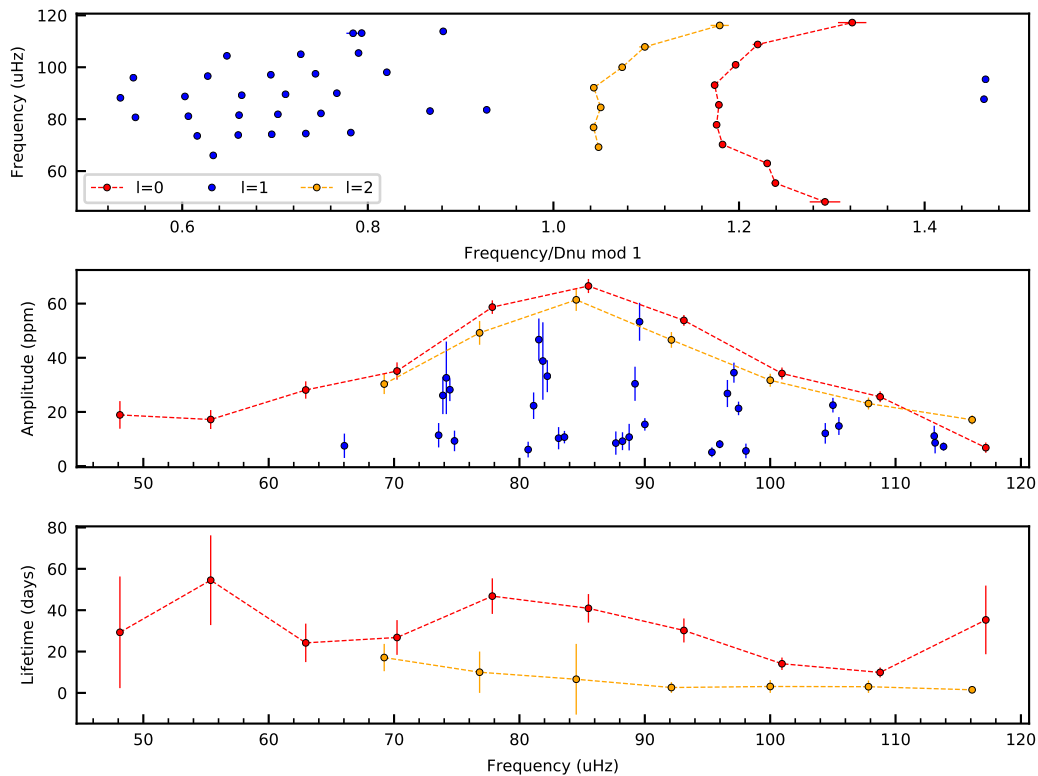 120
100
80
60
Frequency (uHz)
l=0 l=1 l=2
0.6 0.8 1.0 1.2 1.4
Frequency/Dnu mod 1
60
40
20
0
Amplitude (ppm)
50 60 70 80 90 100 110 120
80
60
40
20
0
Lifetime (days)
50 60 70 80 90 100 110 120
Frequency (uHz)